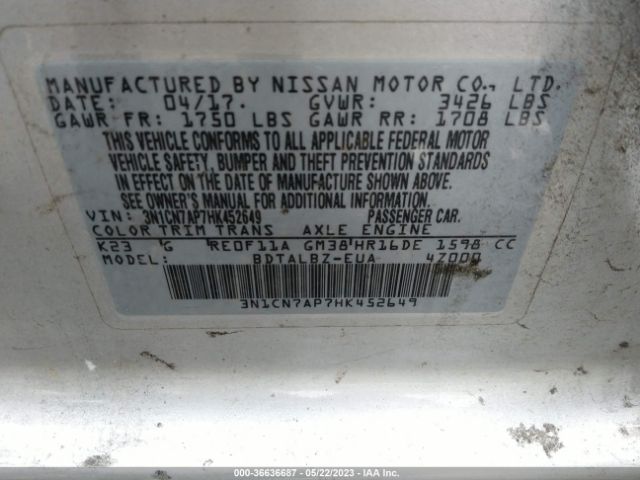 MANUFACTURED BY NISSAN MOTOR CO., LTD.
DATE: 04/17. GVWR: 3426 LBS
GAWR FR: 1750 LBS GAWR RR: 1708 LBS
THIS VEHICLE CONFORMS TO ALL APPLICABLE FEDERAL MOTOR
VEHICLE SAFETY, BUMPER AND THEFT PREVENTION STANDARDS
IN EFFECT ON THE DATE OF MANUFACTURE SHOWN ABOVE.
SEE OWNER'S MANUAL FOR ADDITIONAL INFORMATION.
VIN: 3N1CN7AP7HK452649 PASSENGER CAR.
COLOR TRIM TRANS AXLE ENGINE
K23 G RE0F11A GM38 HR16DE 1598 CC
MODEL: BDTALBZ-EUA 4Z000
3N1CN7AP7HK452649
000-36636687 - 05/22/2023 - IAA Inc.